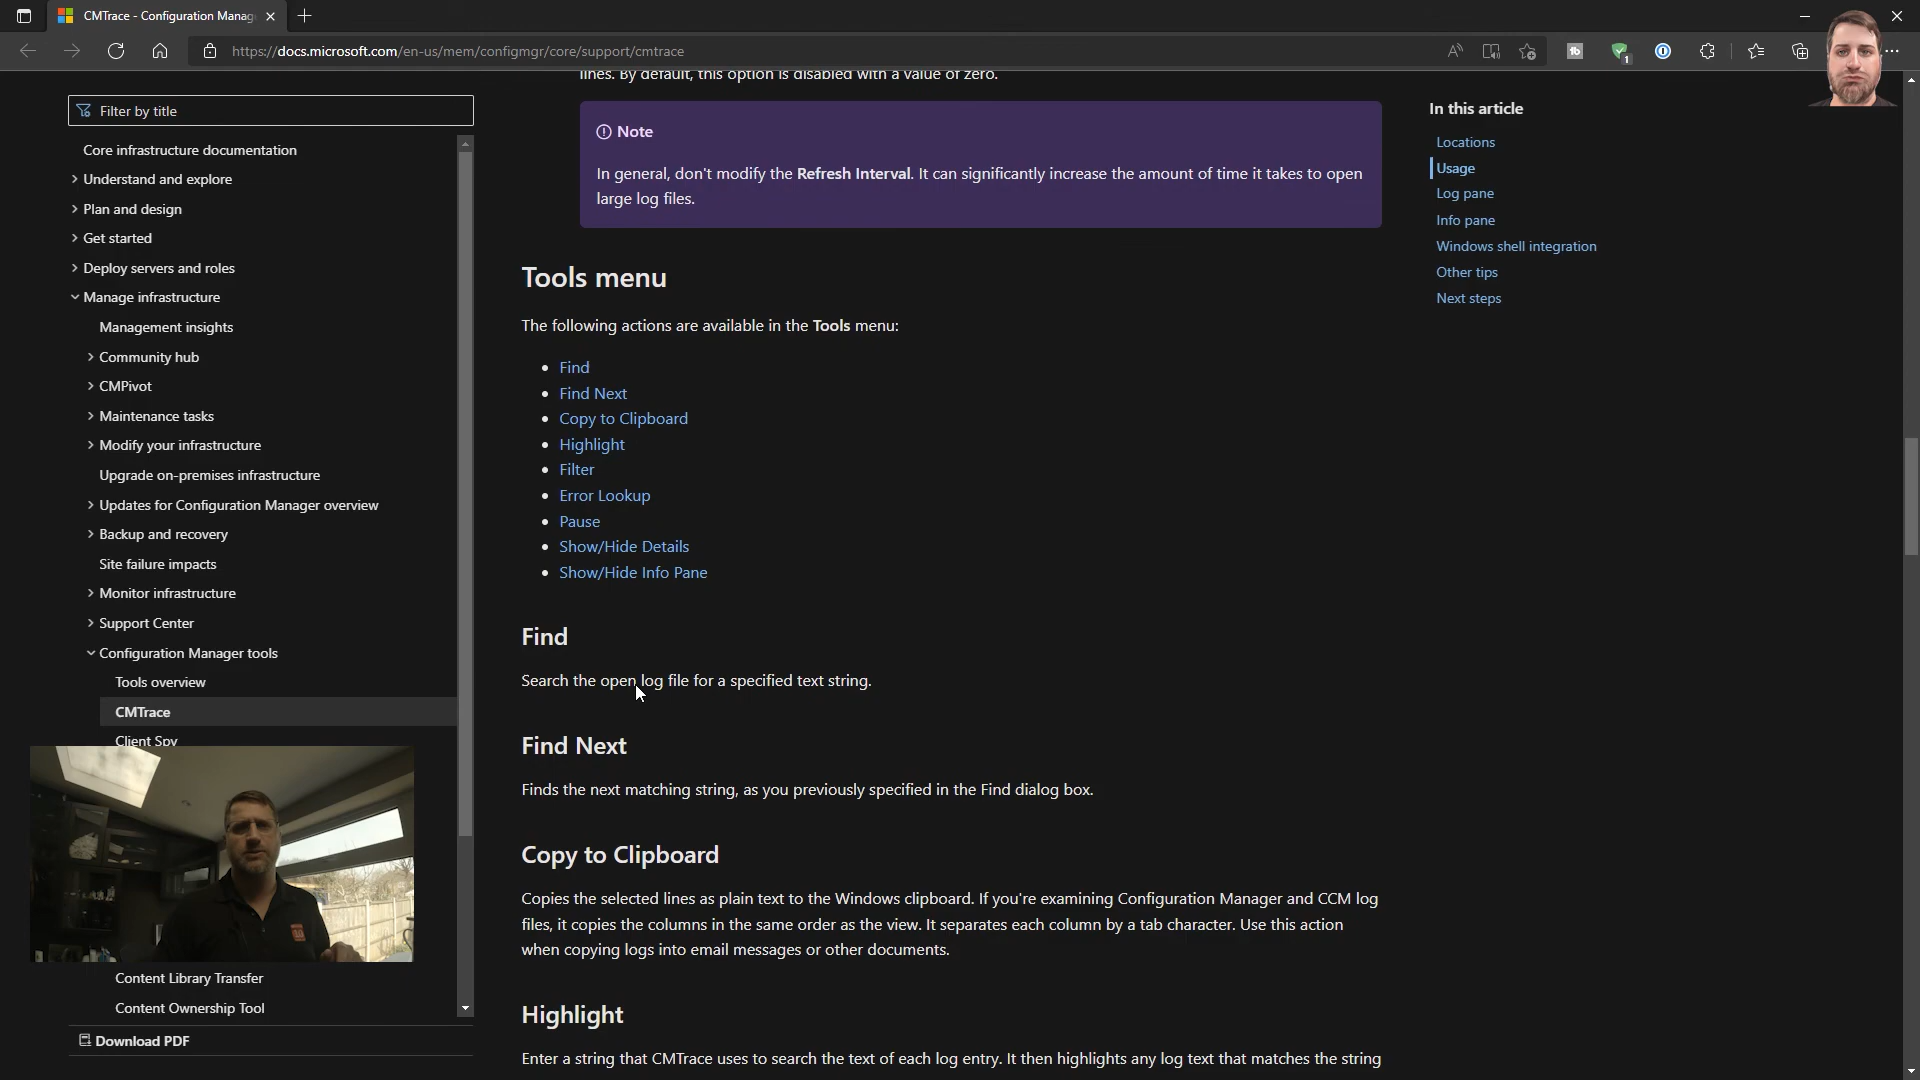 CMTrace - Configuration Manag
https://docs.microsoft.com/en-us/mem/configmgr/core/support/cmtrace
1
Filter by title
Core infrastructure documentation
Understand and explore
Plan and design
Get started
Deploy servers and roles
Manage infrastructure
Management insights
Community hub
CMPivot
Maintenance tasks
Modify your infrastructure
Upgrade on-premises infrastructure
Updates for Configuration Manager overview
Backup and recovery
Site failure impacts
Monitor infrastructure
Support Center
Configuration Manager tools
Tools overview
CMTrace
Client Spy
Content Library Transfer
Content Ownership Tool
Download PDF
lines. By default, this option is disabled with a value of zero.
Note
In general, don't modify the Refresh Interval. It can significantly increase the amount of time it takes to open
large log files.
Tools menu
The following actions are available in the Tools menu:
Find
Find Next
Copy to Clipboard
Highlight
Filter
Error Lookup
Pause
Show/Hide Details
Show/Hide Info Pane
Find
Search the open log file for a specified text string.
Find Next
Finds the next matching string, as you previously specified in the Find dialog box.
Copy to Clipboard
Copies the selected lines as plain text to the Windows clipboard. If you're examining Configuration Manager and CCM log
files, it copies the columns in the same order as the view. It separates each column by a tab character. Use this action
when copying logs into email messages or other documents.
Highlight
Enter a string that CMTrace uses to search the text of each log entry. It then highlights any log text that matches the string
In this article
Locations
Usage
Log pane
Info pane
Windows shell integration
Other tips
Next steps